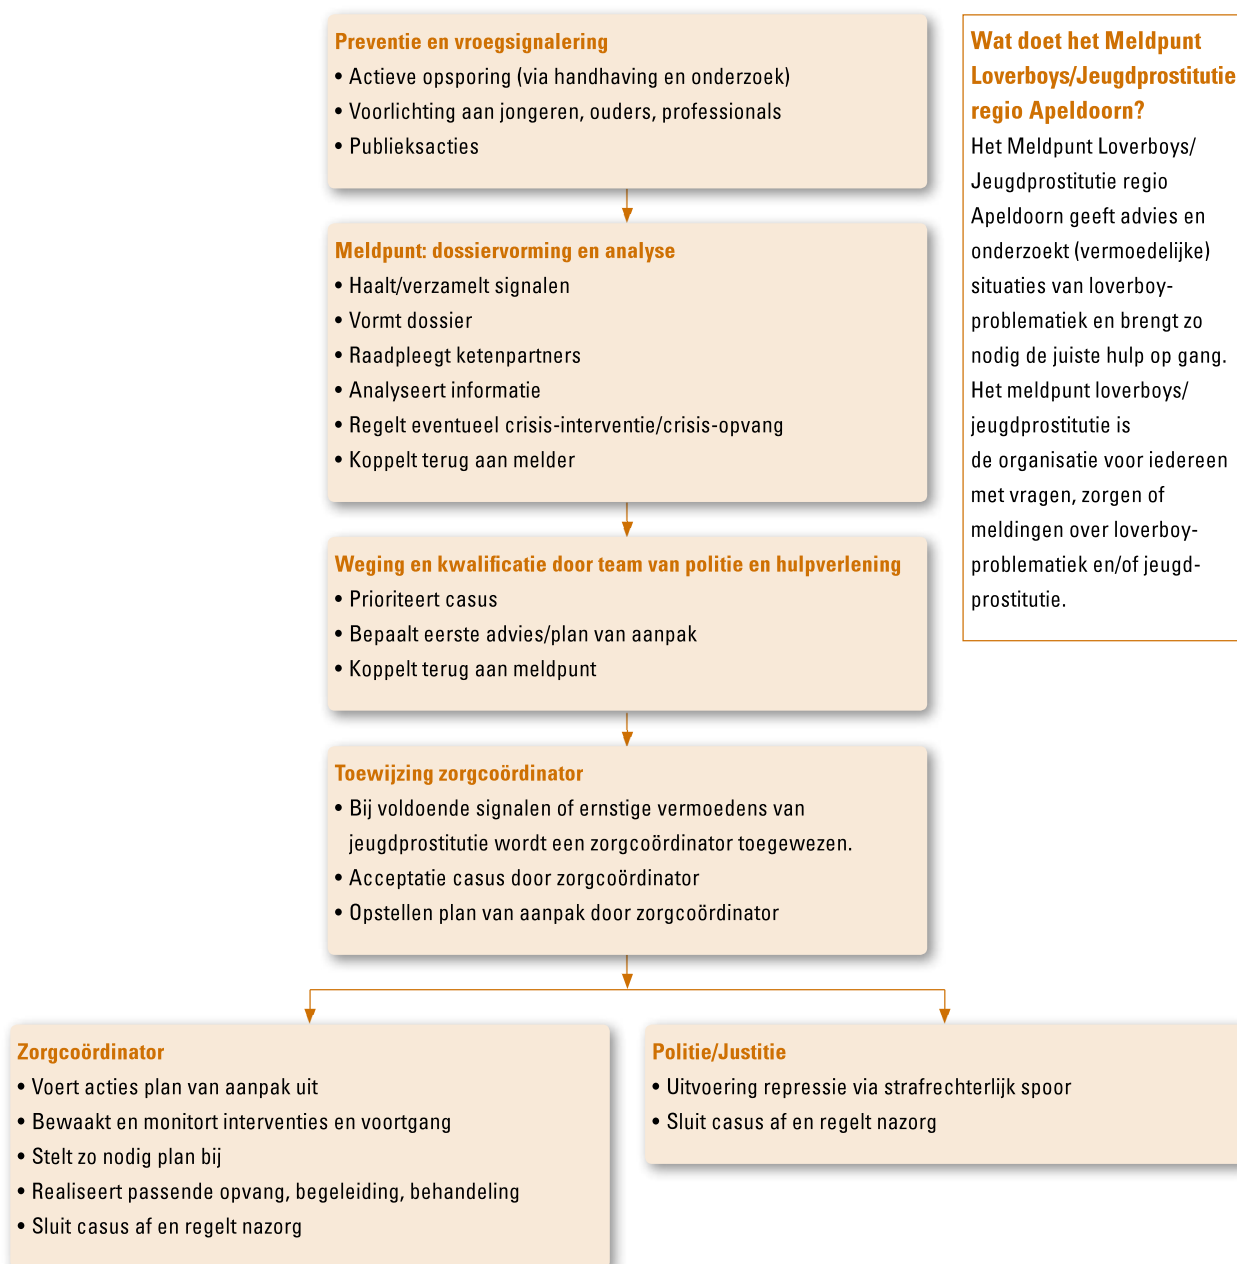 Preventie en vroegsignalering
• Actieve opsporing (via handhaving en onderzoek)
• Voorlichting aan jongeren, ouders, professionals
• Publieksacties
Meldpunt: dossiervorming en analyse
• Haalt/verzamelt signalen
• Vormt dossier
• Raadpleegt ketenpartners
• Analyseert informatie
• Regelt eventueel crisis-interventie/crisis-opvang
• Koppelt terug aan melder
Weging en kwalificatie door team van politie en hulpverlening
• Prioriteert casus
• Bepaalt eerste advies/plan van aanpak
• Koppelt terug aan meldpunt
Toewijzing zorgcoördinator
• Bij voldoende signalen of ernstige vermoedens van
jeugdprostitutie wordt een zorgcoördinator toegewezen.
• Acceptatie casus door zorgcoördinator
• Opstellen plan van aanpak door zorgcoördinator
Zorgcoördinator
• Voert acties plan van aanpak uit
• Bewaakt en monitort interventies en voortgang
• Stelt zo nodig plan bij
• Realiseert passende opvang, begeleiding, behandeling
• Sluit casus af en regelt nazorg
Politie/Justitie
• Uitvoering repressie via strafrechterlijk spoor
• Sluit casus af en regelt nazorg
Wat doet het Meldpunt
Loverboys/Jeugdprostitutie
regio Apeldoorn?
Het Meldpunt Loverboys/
Jeugdprostitutie regio
Apeldoorn geeft advies en
onderzoekt (vermoedelijke)
situaties van loverboy-
problematiek en brengt zo
nodig de juiste hulp op gang.
Het meldpunt loverboys/
jeugdprostitutie is
de organisatie voor iedereen
met vragen, zorgen of
meldingen over loverboy-
problematiek en/of jeugd-
prostitutie.